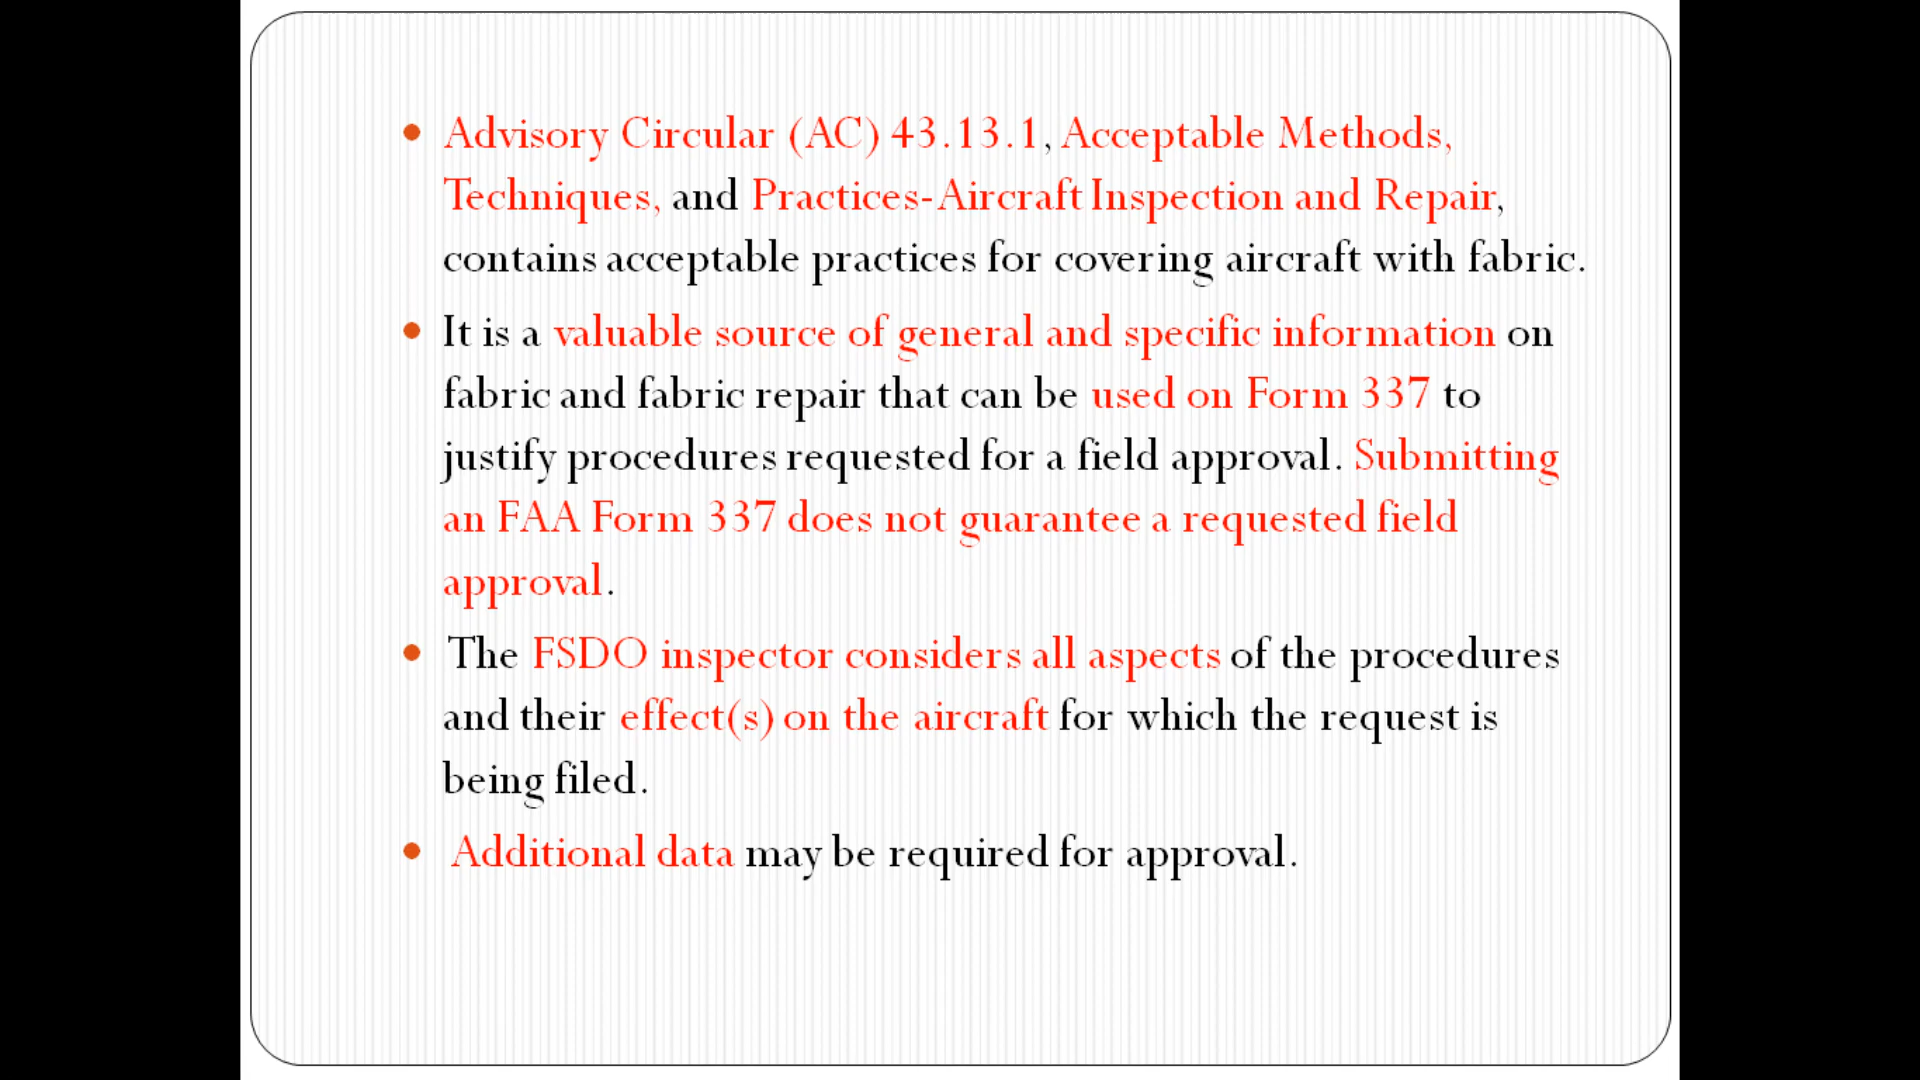 • Advisory Circular (AC) 43.13.1, Acceptable Methods,
Techniques, and Practices-Aircraft Inspection and Repair,
contains acceptable practices for covering aircraft with fabric.
• It is a valuable source of general and specific information on
fabric and fabric repair that can be used on Form 337 to
justify procedures requested for a field approval. Submitting
an FAA Form 337 does not guarantee a requested field
approval.
• The FSDO inspector considers all aspects of the procedures
and their effect(s) on the aircraft for which the request is
being filed.
• Additional data may be required for approval.